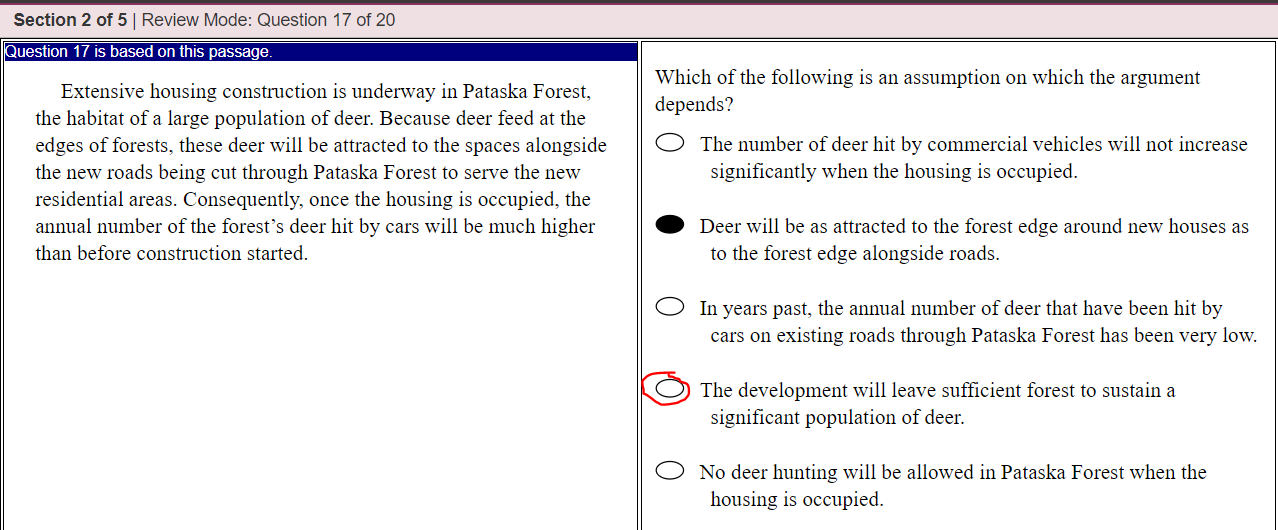 Section 2 of 5 | Review Mode: Question 17 of 20
Question 17 is based on this passage.
Extensive housing construction is underway in Pataska Forest,
the habitat of a large population of deer. Because deer feed at the
edges of forests, these deer will be attracted to the spaces alongside
the new roads being cut through Pataska Forest to serve the new
residential areas. Consequently, once the housing is occupied, the
annual number of the forest’s deer hit by cars will be much higher
than before construction started.
Which of the following is an assumption on which the argument
depends?
The number of deer hit by commercial vehicles will not increase
significantly when the housing is occupied.
Deer will be as attracted to the forest edge around new houses as
to the forest edge alongside roads.
In years past, the annual number of deer that have been hit by
cars on existing roads through Pataska Forest has been very low.
The development will leave sufficient forest to sustain a
significant population of deer.
No deer hunting will be allowed in Pataska Forest when the
housing is occupied.